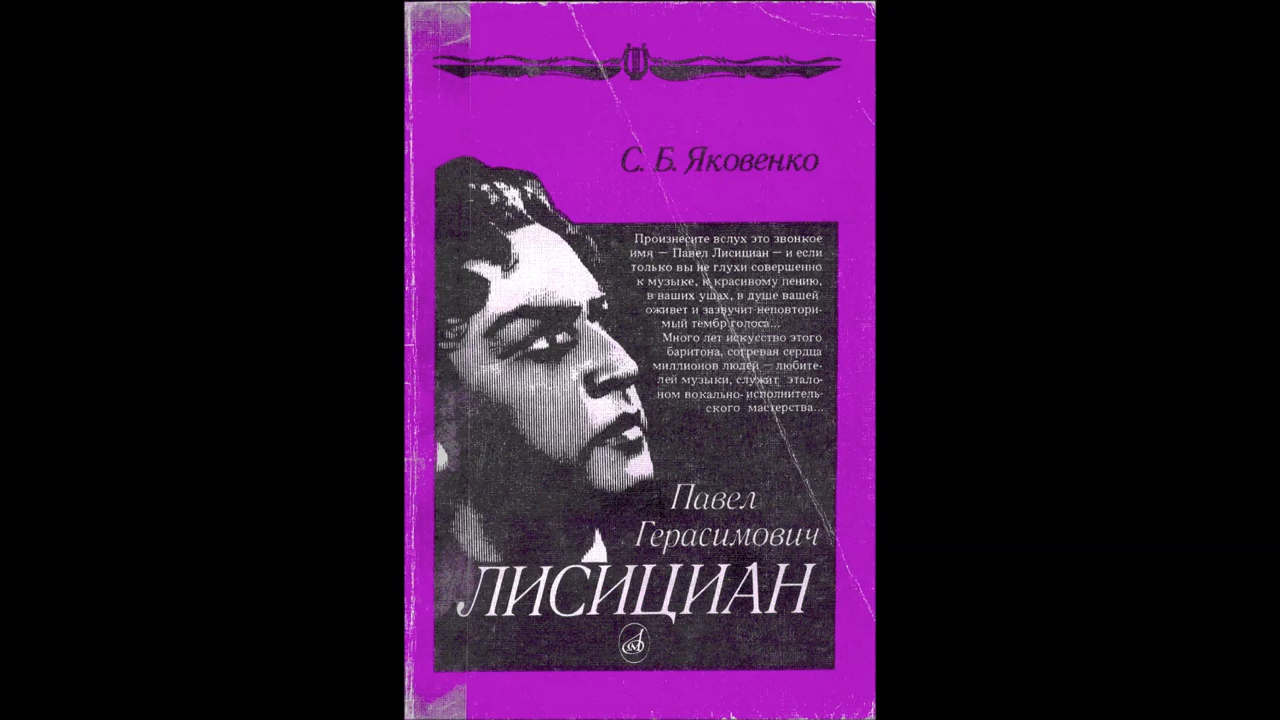 С. Б. Яковенко
Произнесите вслух это звонкое
имя — Павел Лисициан — и если
только вы не глухи совершенно
к музыке, к красивому пению,
в ваших ушах, в душе вашей
оживет и зазвучит неповтори-
мый тембр голоса...
Много лет искусство этого
баритона, согревая сердца
миллионов людей — любите-
лей музыки, служит этало-
ном вокально-исполнитель-
ского мастерства...
Павел
Герасимович
ЛИСИЦИАН